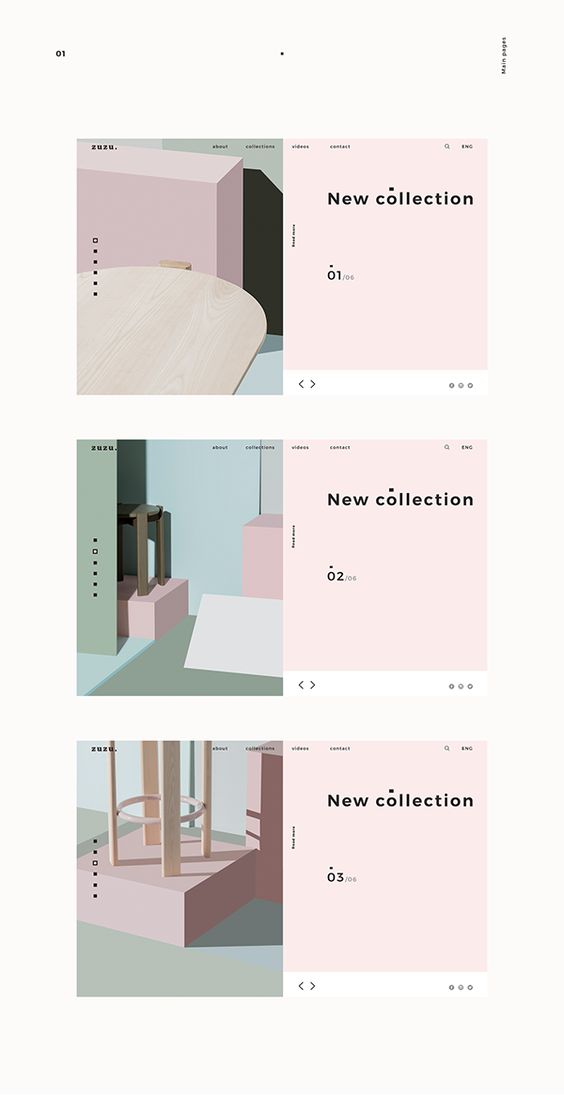 01
Main pages
zuzu. about collections videos contact ENG
New collection
Read more
01/06
zuzu. about collections videos contact ENG
New collection
Read more
02/06
zuzu. about collections videos contact ENG
New collection
Read more
03/06